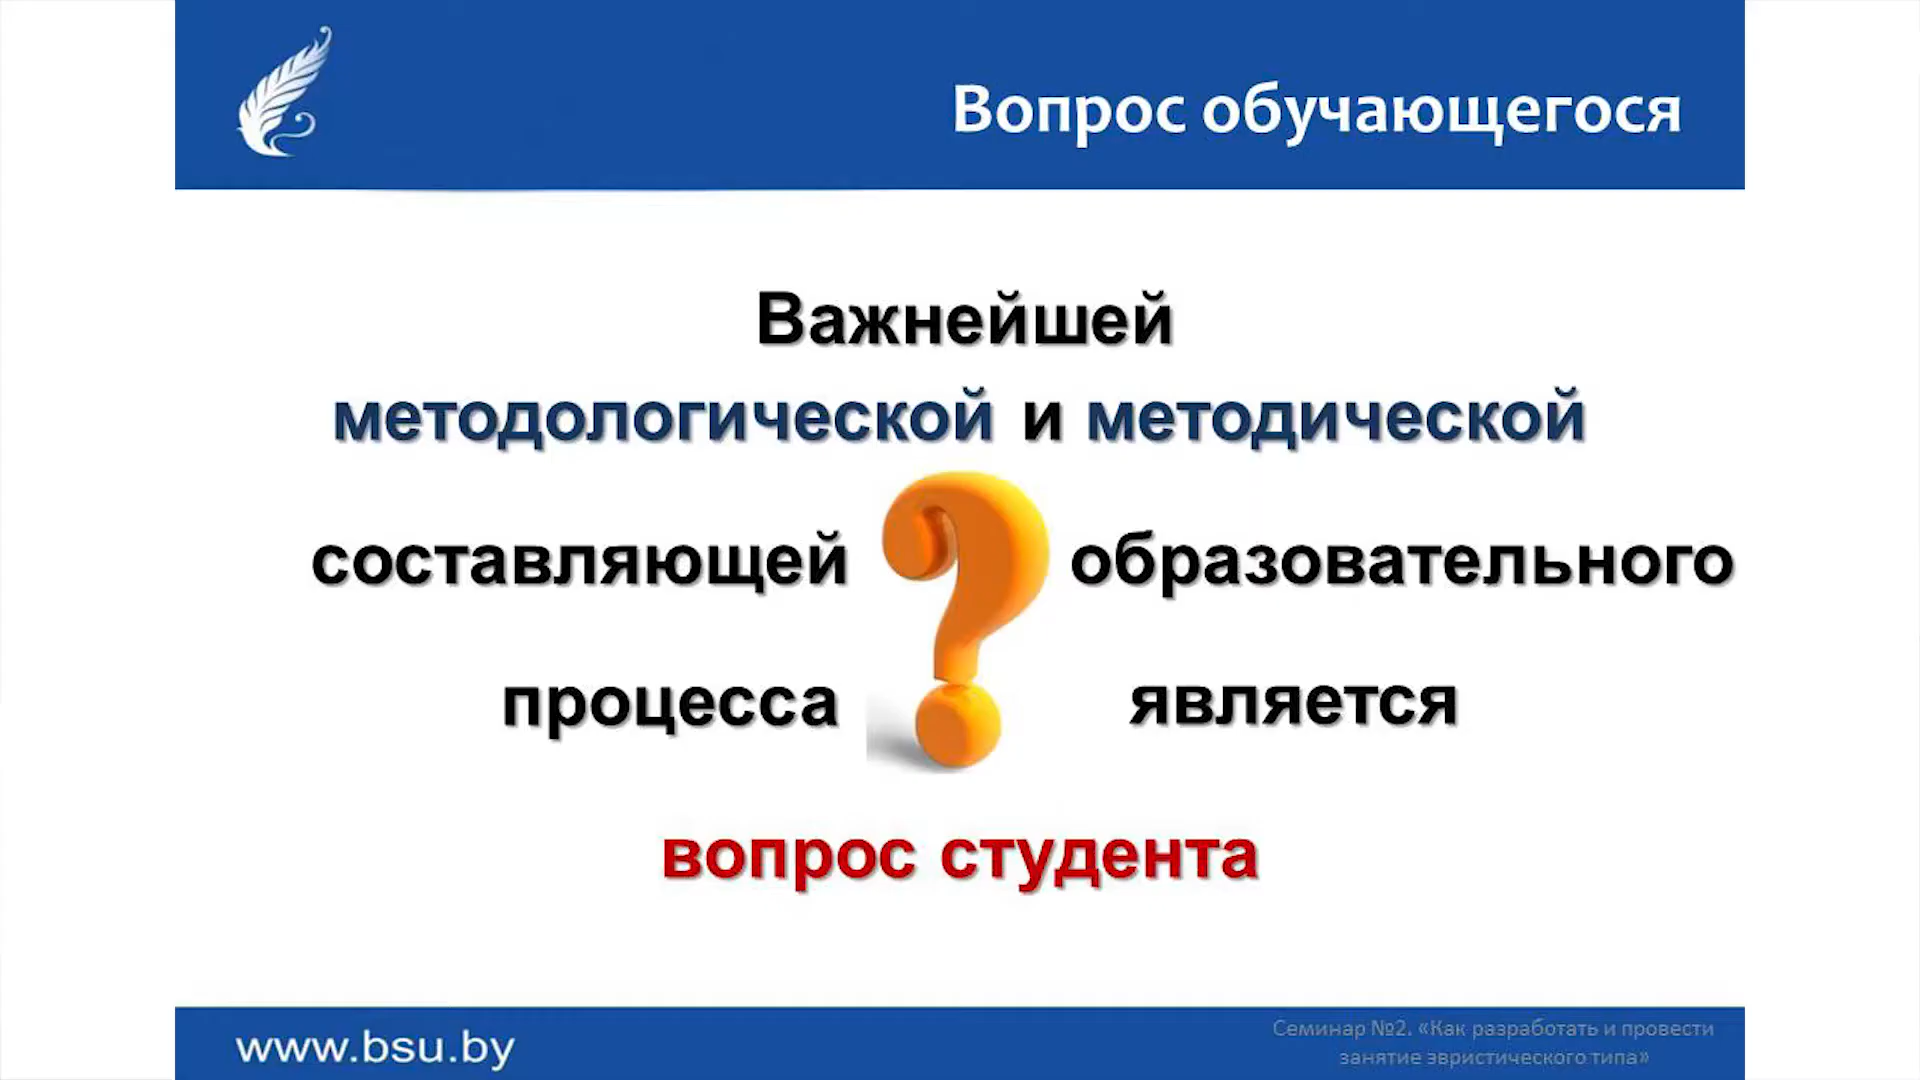 Вопрос обучающегося
Важнейшей
методологической и методической
составляющей ? образовательного
процесса является
вопрос студента
www.bsu.by
Семинар №2. «Как разработать и провести
занятие эвристического типа»